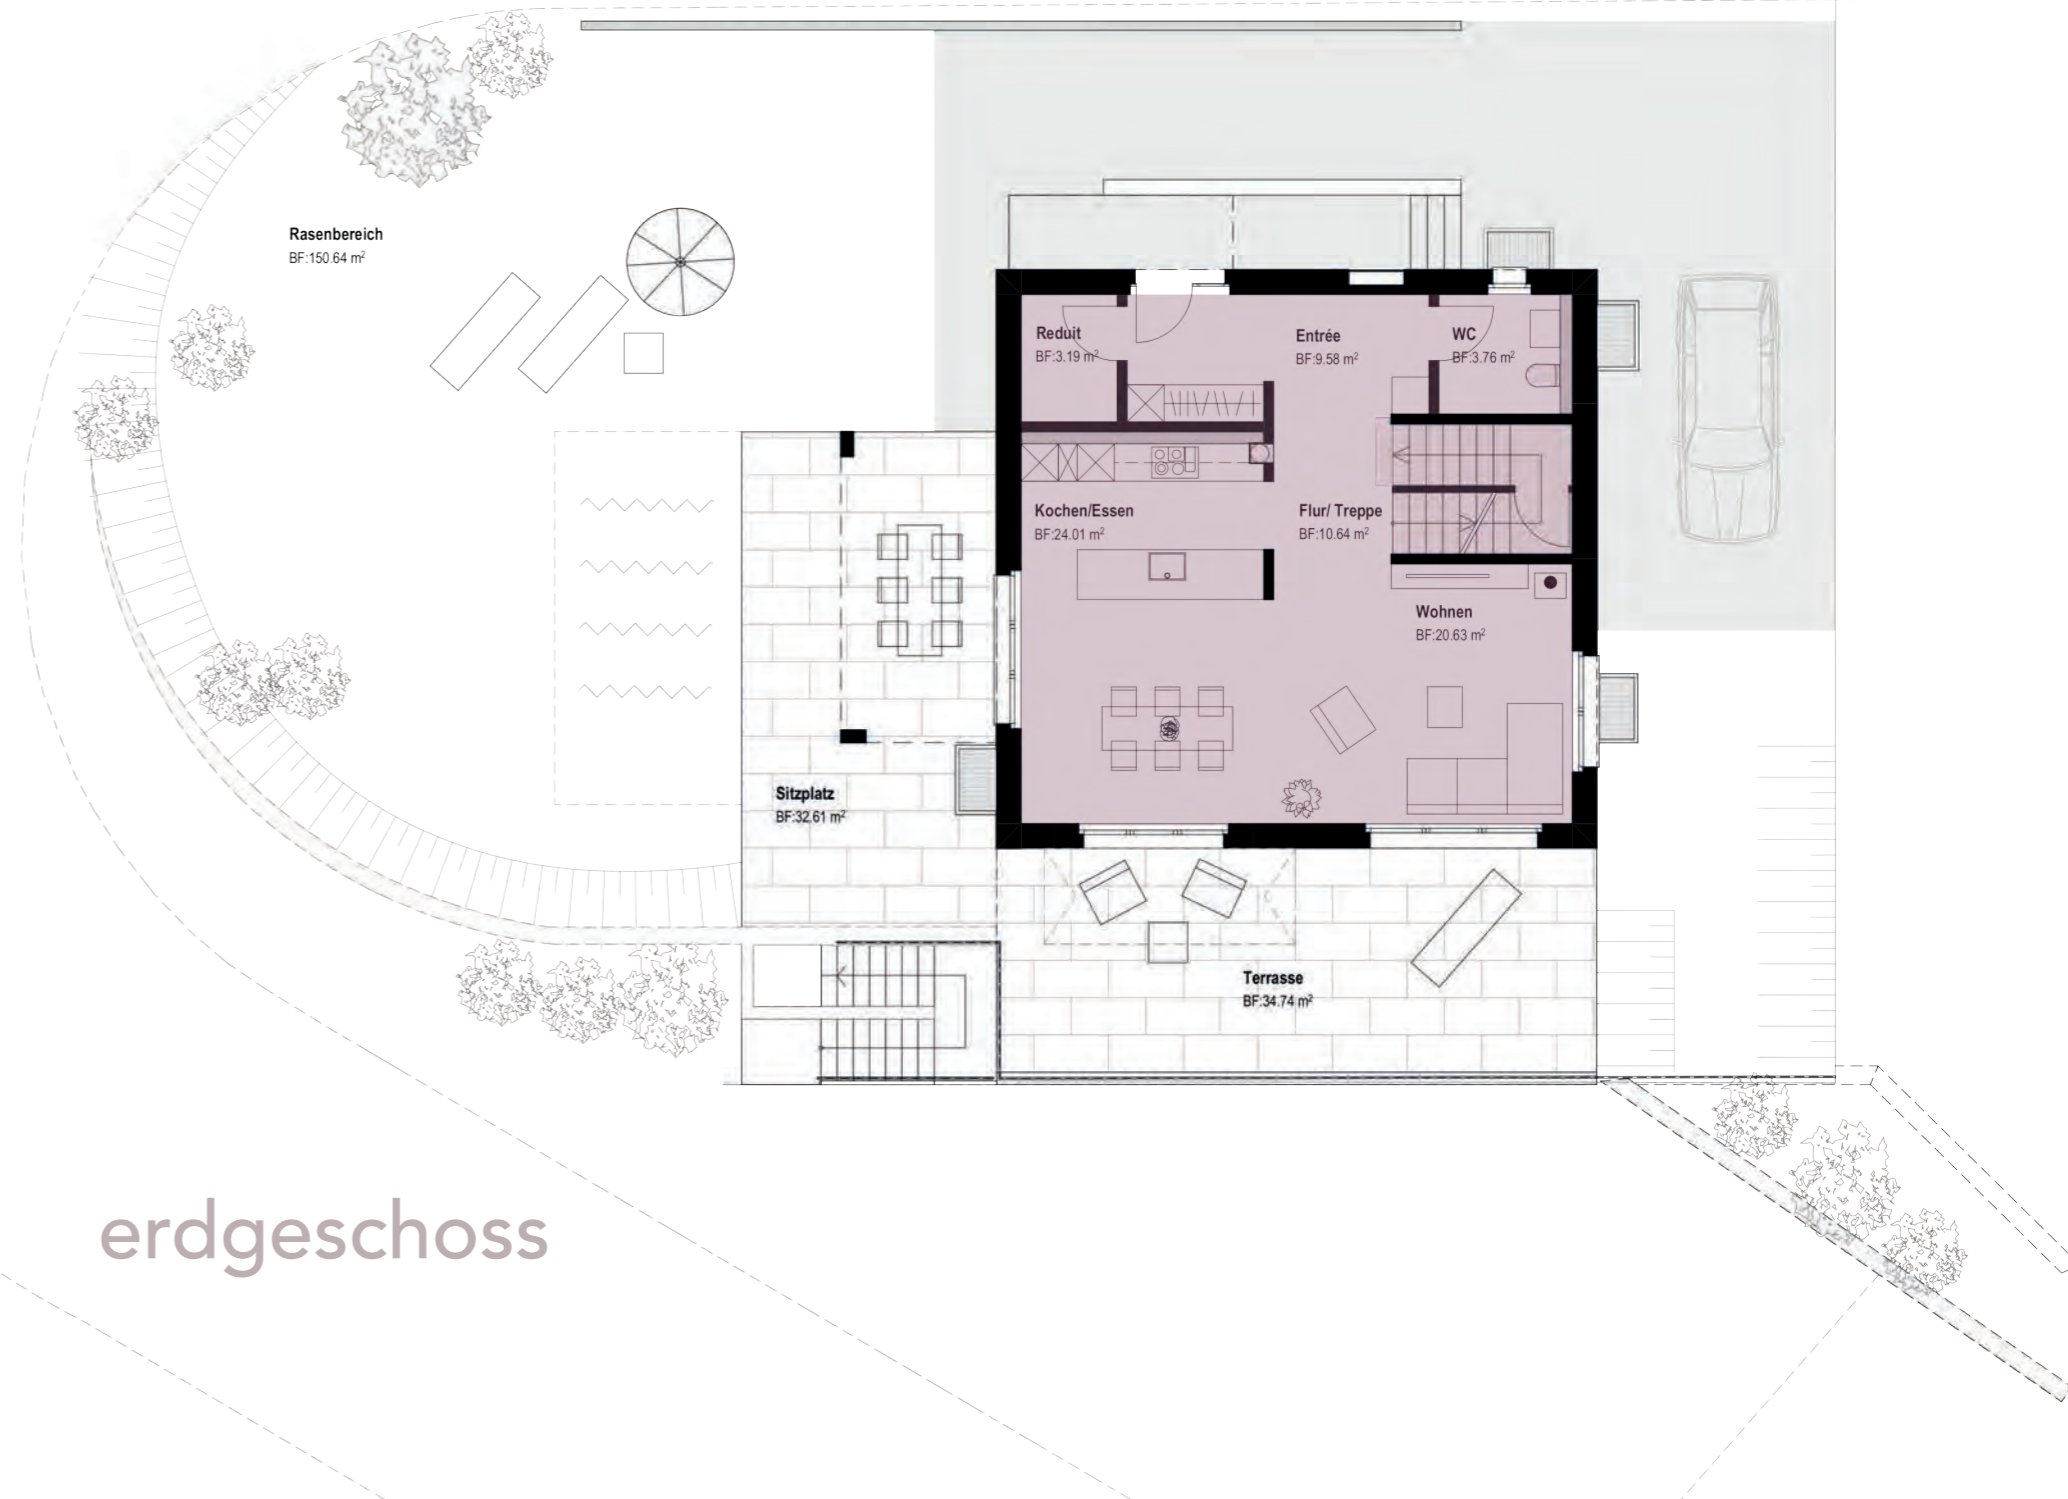 Rasenbereich
BF:150.64 m²
Reduit
BF:3.19 m²
Entrée
BF:9.58 m²
WC
BF:3.76 m²
Kochen/Essen
BF:24.01 m²
Flur/ Treppe
BF:10.64 m²
Wohnen
BF:20.63 m²
Sitzplatz
BF:32.61 m²
Terrasse
BF:34.74 m²
erdgeschoss